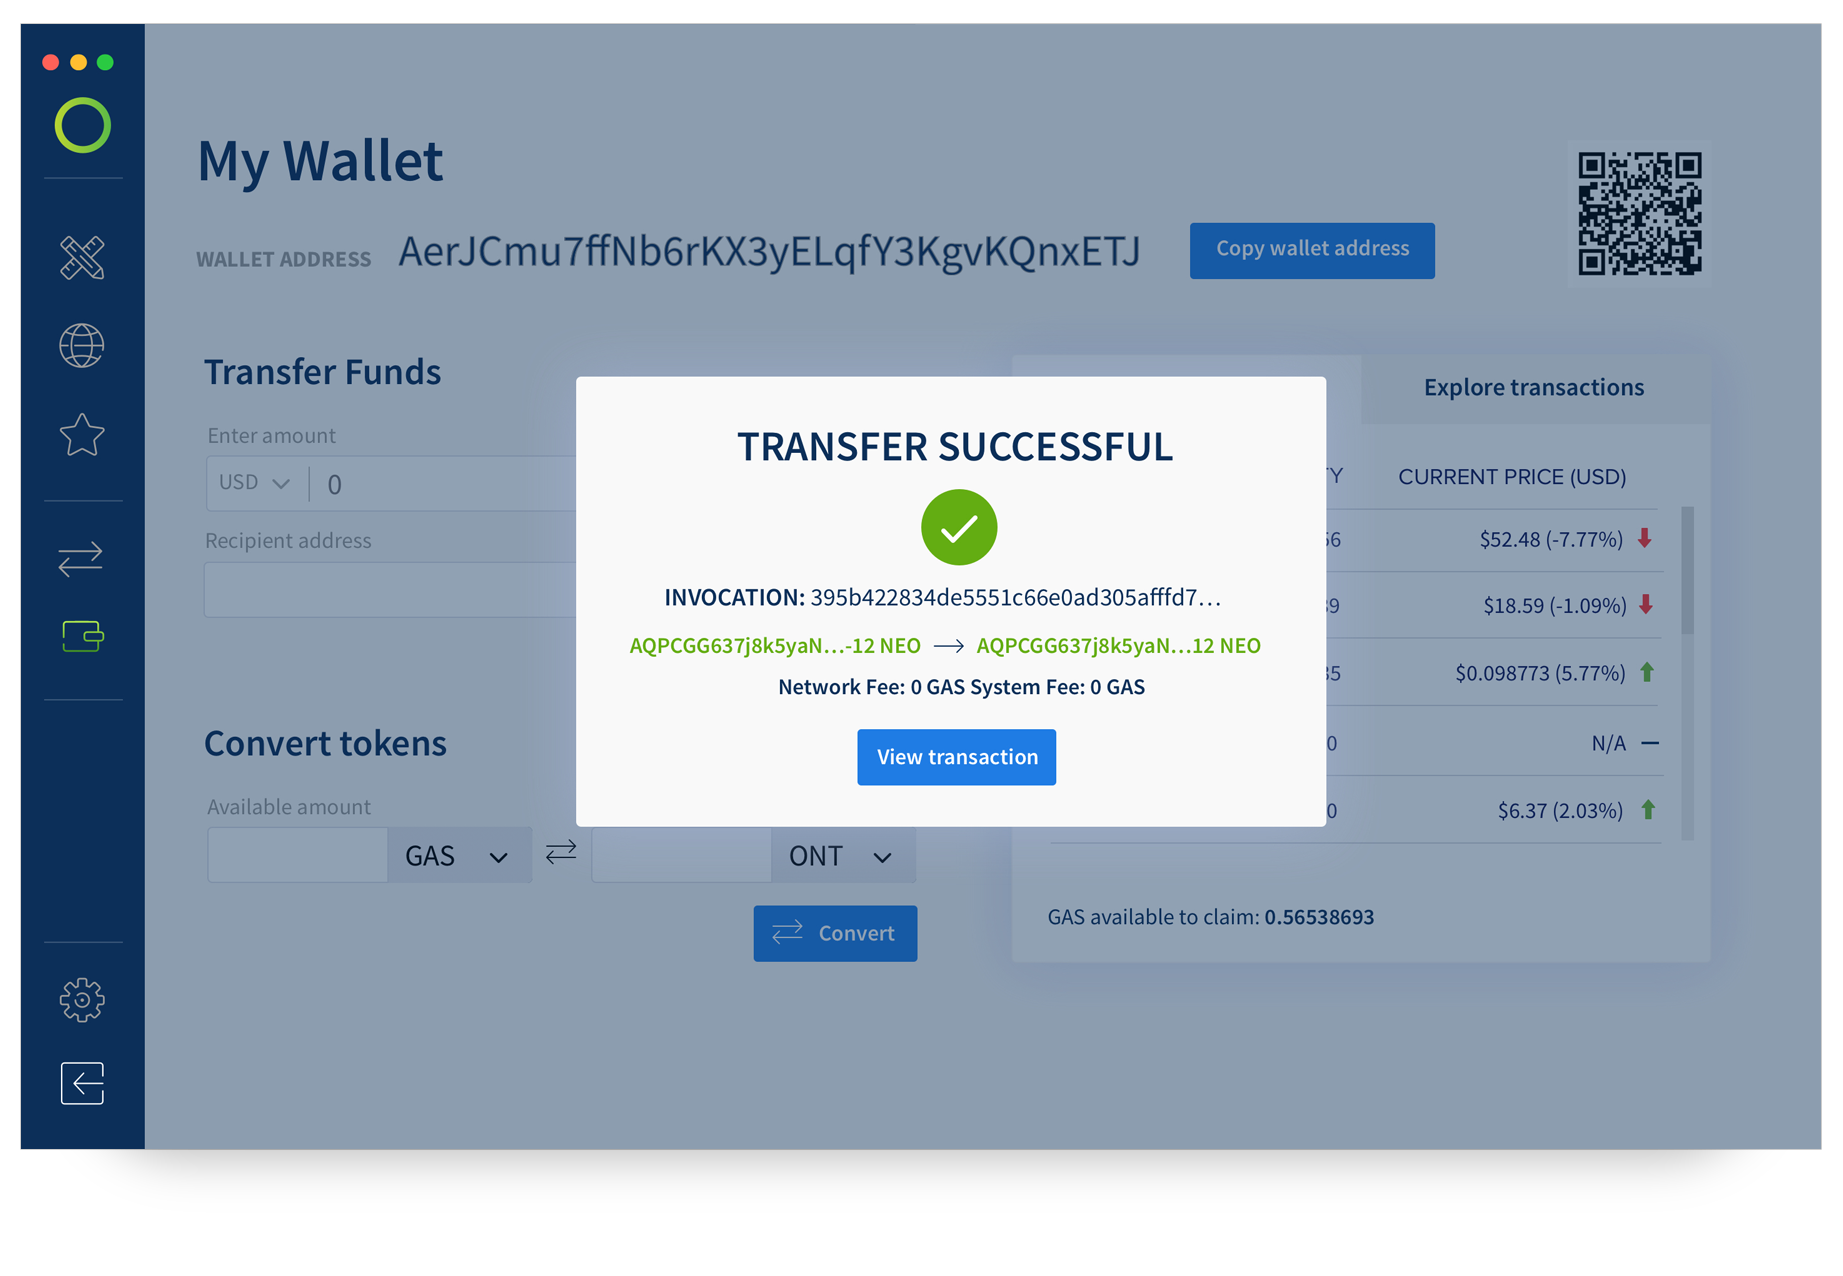 My Wallet
WALLET ADDRESS AerJCmu7ffNb6rKX3yELqfY3KgvKQnxETJ Copy wallet address
Transfer Funds
Enter amount
USD 0
Recipient address
Convert tokens
Available amount
GAS ONT
Convert
TRANSFER SUCCESSFUL
INVOCATION: 395b422834de5551c66e0ad305afffd7...
AQPCGG637j8k5yaN...-12 NEO → AQPCGG637j8k5yaN...12 NEO
Network Fee: 0 GAS System Fee: 0 GAS
View transaction
Explore transactions
TY CURRENT PRICE (USD)
56 $52.48 (-7.77%)
39 $18.59 (-1.09%)
35 $0.098773 (5.77%)
0 N/A –
0 $6.37 (2.03%)
GAS available to claim: 0.56538693